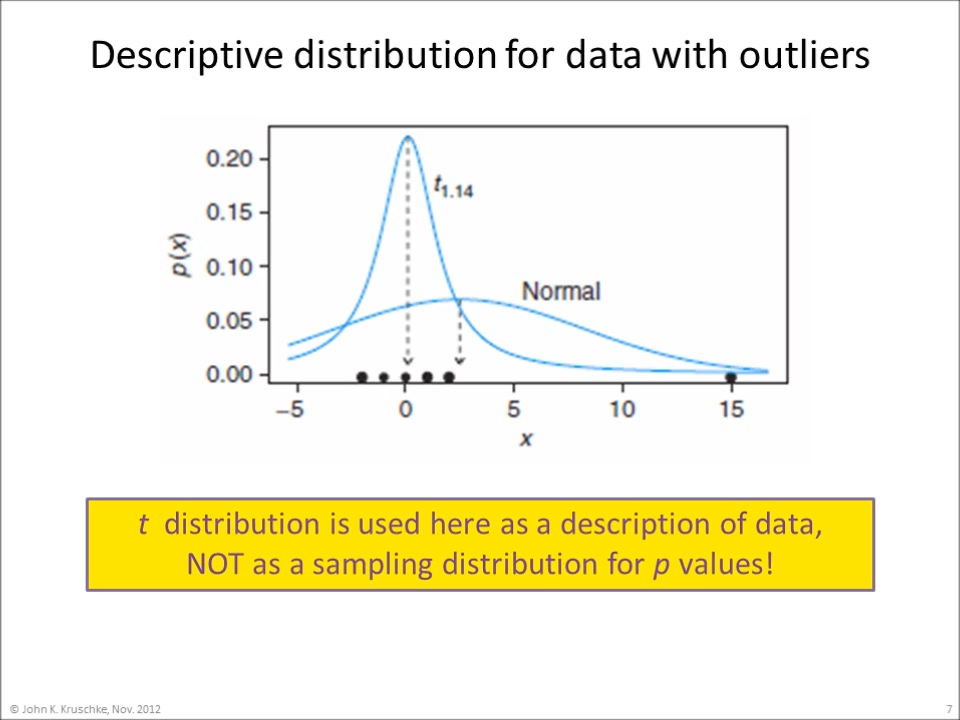 Descriptive distribution for data with outliers
0.20
0.15
0.10
0.05
0.00
p(x)
t1.14
Normal
−5 0 5 10 15
x
t distribution is used here as a description of data,
NOT as a sampling distribution for p values!
© John K. Kruschke, Nov. 2012 7